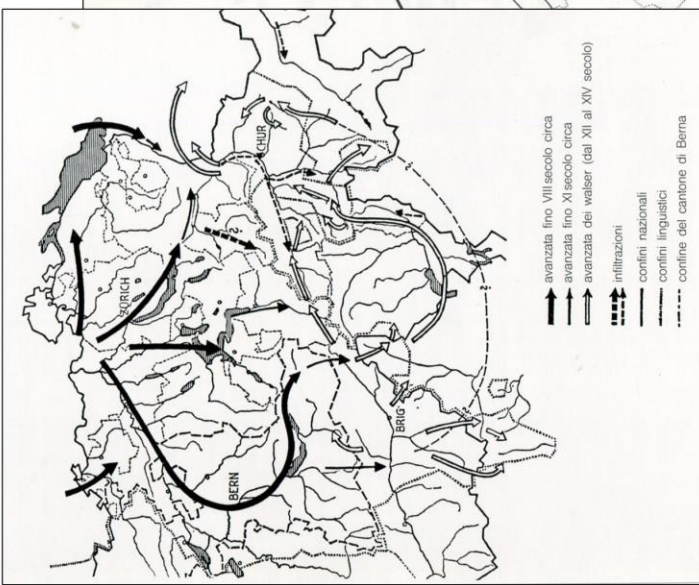 CHUR
ZÜRICH
BERN
BRIG
?
?
?
avanzata fino VIII secolo circa
avanzata fino XI secolo circa
avanzata dei walser (dal XII al XIV secolo)
infiltrazioni
confini nazionali
confini linguistici
confine del cantone di Berna